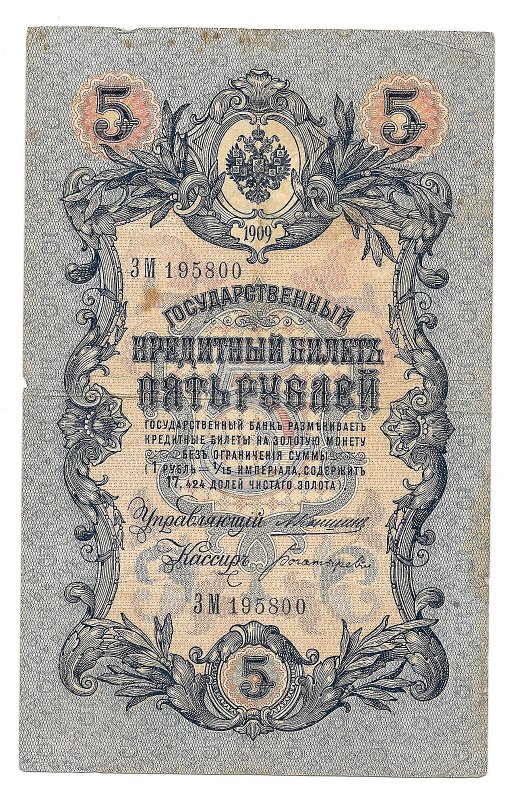 5 5
1909
ЗМ 195800
ГОСУДАРСТВЕННЫЙ
КРЕДИТНЫЙ БИЛЕТЪ
ПЯТЬ РУБЛЕЙ
ГОСУДАРСТВЕННЫЙ БАНКЪ РАЗМѢНИВАЕТЪ
КРЕДИТНЫЕ БИЛЕТЫ НА ЗОЛОТУЮ МОНЕТУ
БЕЗЪ ОГРАНИЧЕНІЯ СУММЫ
(1 РУБЛЬ = 1/15 ИМПЕРІАЛА, СОДЕРЖИТЪ
17,424 ДОЛЕЙ ЧИСТАГО ЗОЛОТА).
Управляющій
Кассиръ Богатыревъ
ЗМ 195800
5